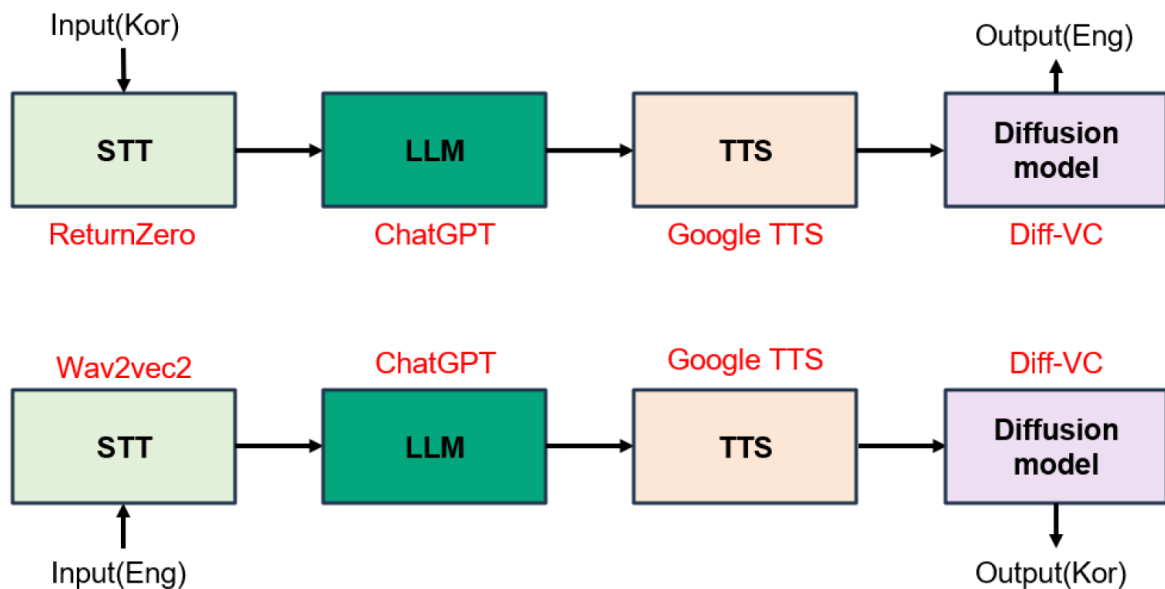 Input(Kor)
Output(Eng)
STT
LLM
TTS
Diffusion
model
ReturnZero
ChatGPT
Google TTS
Diff-VC
Wav2vec2
ChatGPT
Google TTS
Diff-VC
STT
LLM
TTS
Diffusion
model
Input(Eng)
Output(Kor)